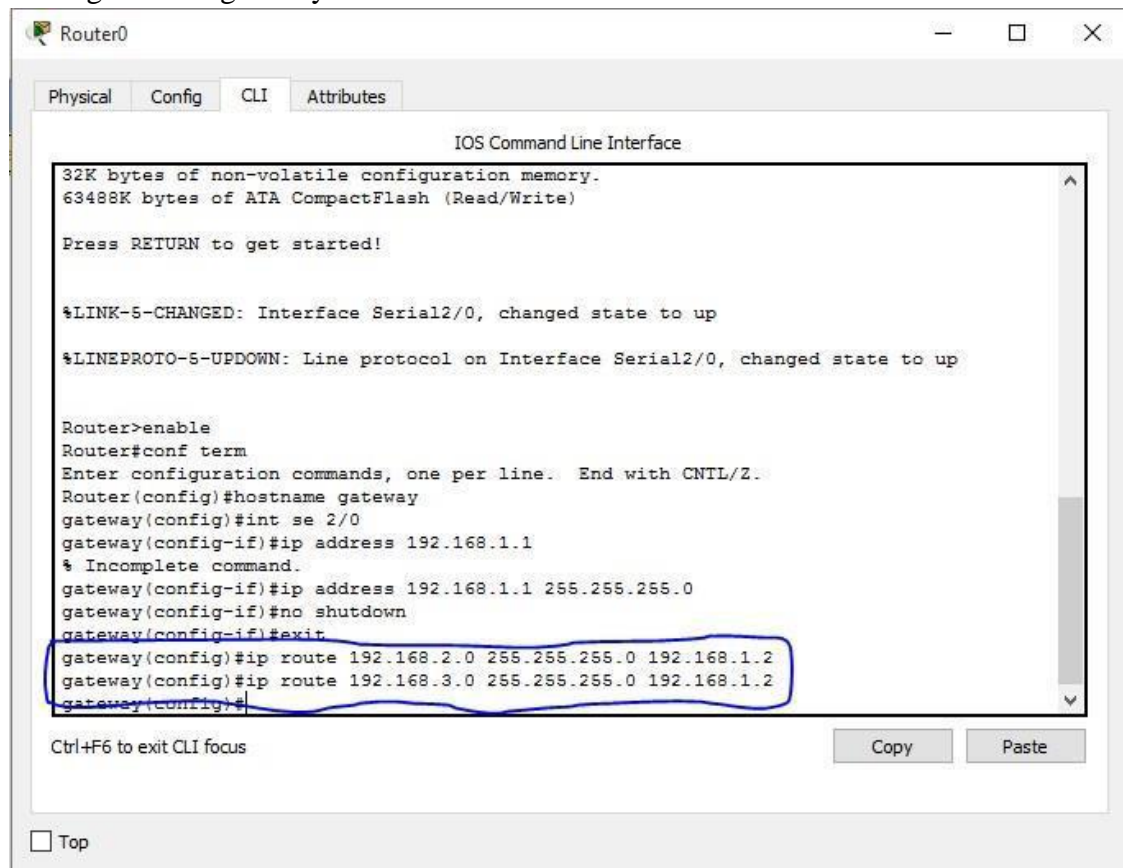 Router0
Physical Config CLI Attributes
IOS Command Line Interface
32K bytes of non-volatile configuration memory.
63488K bytes of ATA CompactFlash (Read/Write)
Press RETURN to get started!
%LINK-5-CHANGED: Interface Serial2/0, changed state to up
%LINEPROTO-5-UPDOWN: Line protocol on Interface Serial2/0, changed state to up
Router>enable
Router#conf term
Enter configuration commands, one per line. End with CNTL/Z.
Router(config)#hostname gateway
gateway(config)#int se 2/0
gateway(config-if)#ip address 192.168.1.1
% Incomplete command.
gateway(config-if)#ip address 192.168.1.1 255.255.255.0
gateway(config-if)#no shutdown
gateway(config-if)#exit
gateway(config)#ip route 192.168.2.0 255.255.255.0 192.168.1.2
gateway(config)#ip route 192.168.3.0 255.255.255.0 192.168.1.2
gateway(config)#
Ctrl+F6 to exit CLI focus
Copy Paste
Top